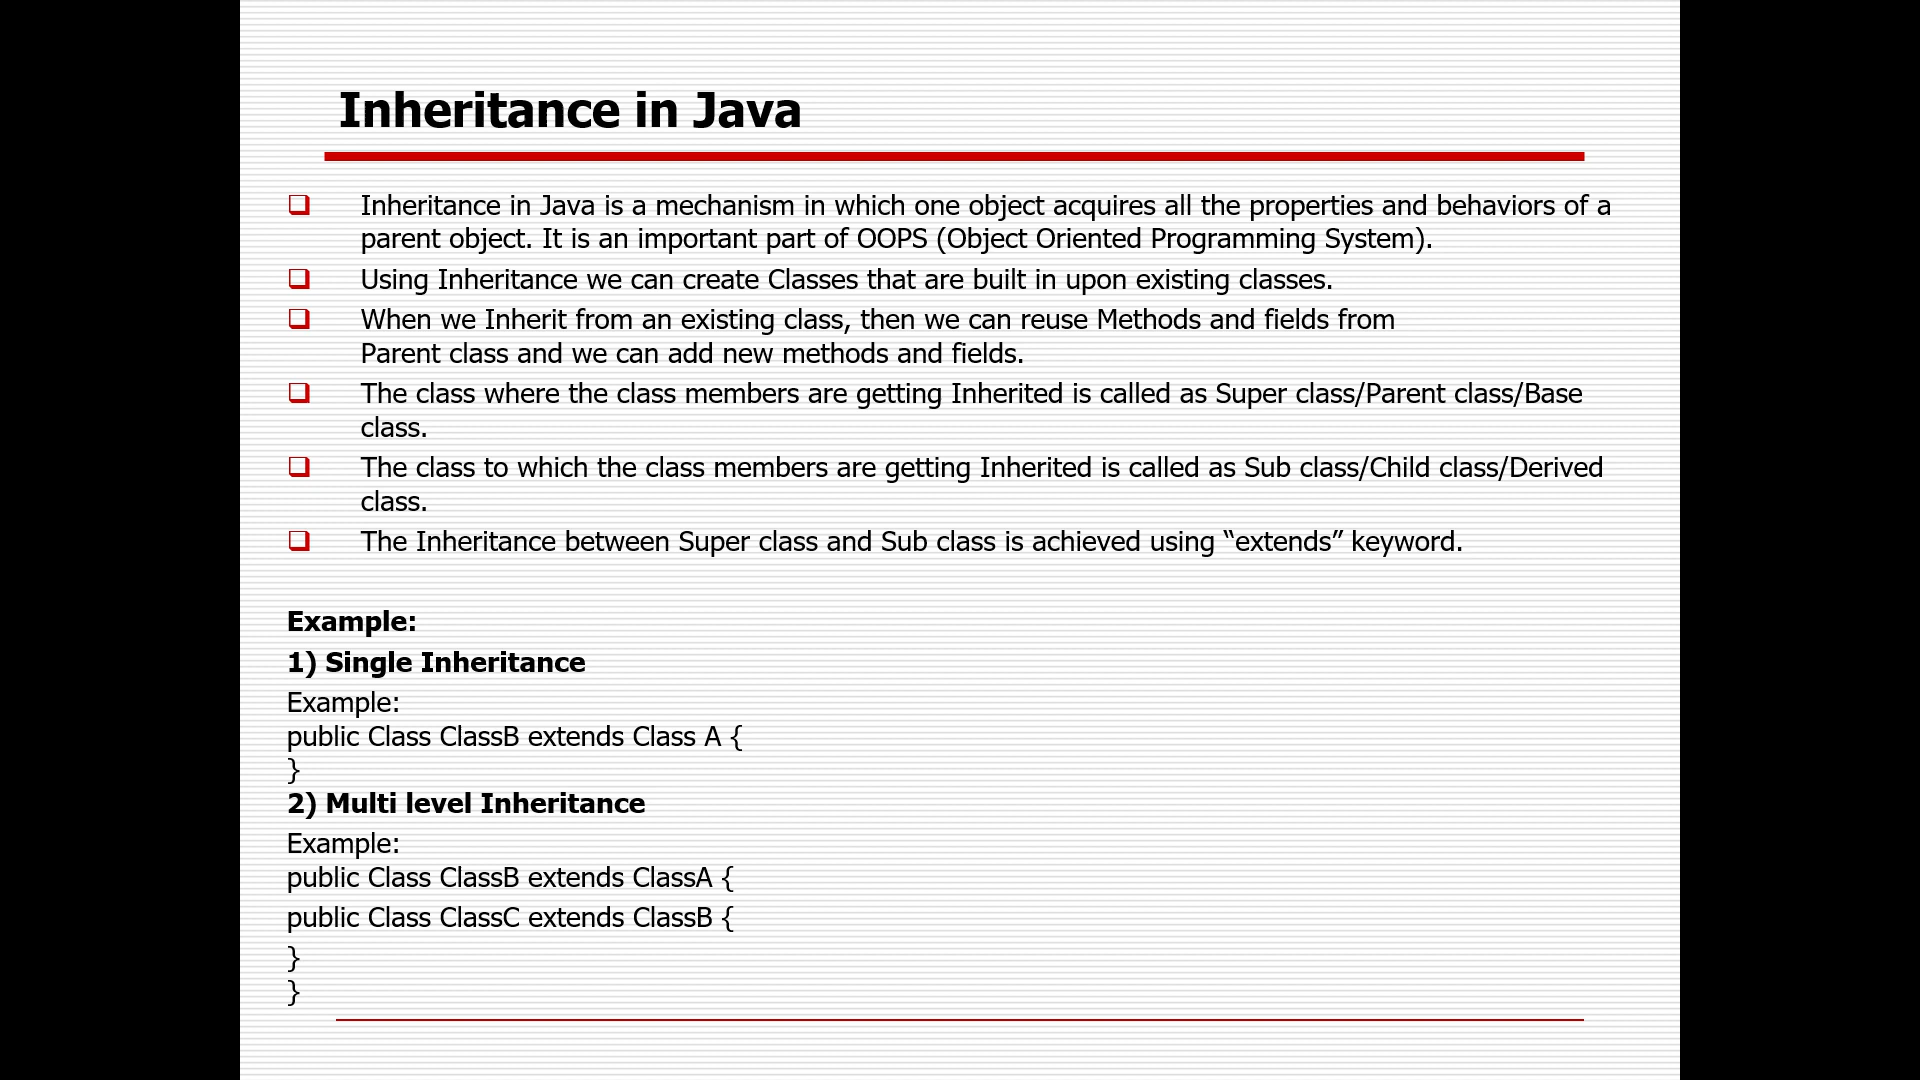 Inheritance in Java
Inheritance in Java is a mechanism in which one object acquires all the properties and behaviors of a
parent object. It is an important part of OOPS (Object Oriented Programming System).
Using Inheritance we can create Classes that are built in upon existing classes.
When we Inherit from an existing class, then we can reuse Methods and fields from
Parent class and we can add new methods and fields.
The class where the class members are getting Inherited is called as Super class/Parent class/Base
class.
The class to which the class members are getting Inherited is called as Sub class/Child class/Derived
class.
The Inheritance between Super class and Sub class is achieved using “extends” keyword.
Example:
1) Single Inheritance
Example:
public Class ClassB extends Class A {
}
2) Multi level Inheritance
Example:
public Class ClassB extends ClassA {
public Class ClassC extends ClassB {
}
}